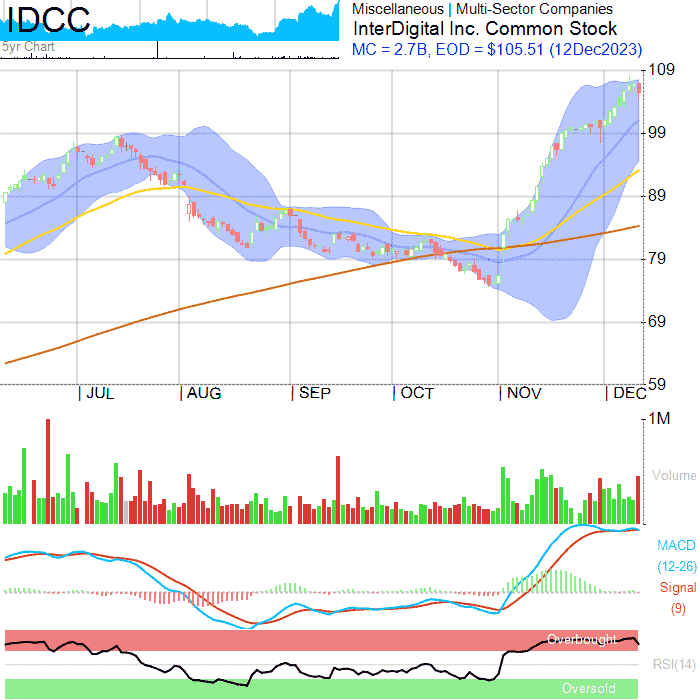 IDCC
5yr Chart
Miscellaneous | Multi-Sector Companies
InterDigital Inc. Common Stock
MC = 2.7B, EOD = $105.51 (12Dec2023)
109
99
89
79
69
59
JUL AUG SEP OCT NOV DEC
1M
Volume
MACD
(12-26)
Signal
(9)
Overbought
RSI(14)
Oversold